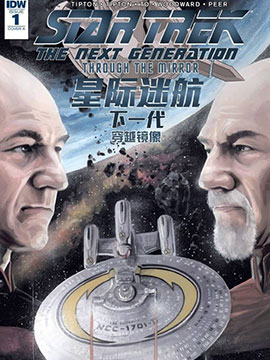 IDW
ISSUE
1
COVER A
TIPTON • TIPTON • TO • WOODWARD • PEER
STAR TREK
THE NEXT GENERATION
THROUGH THE MIRROR
星际迷航
下一代
穿越镜像
NCC-1701-D